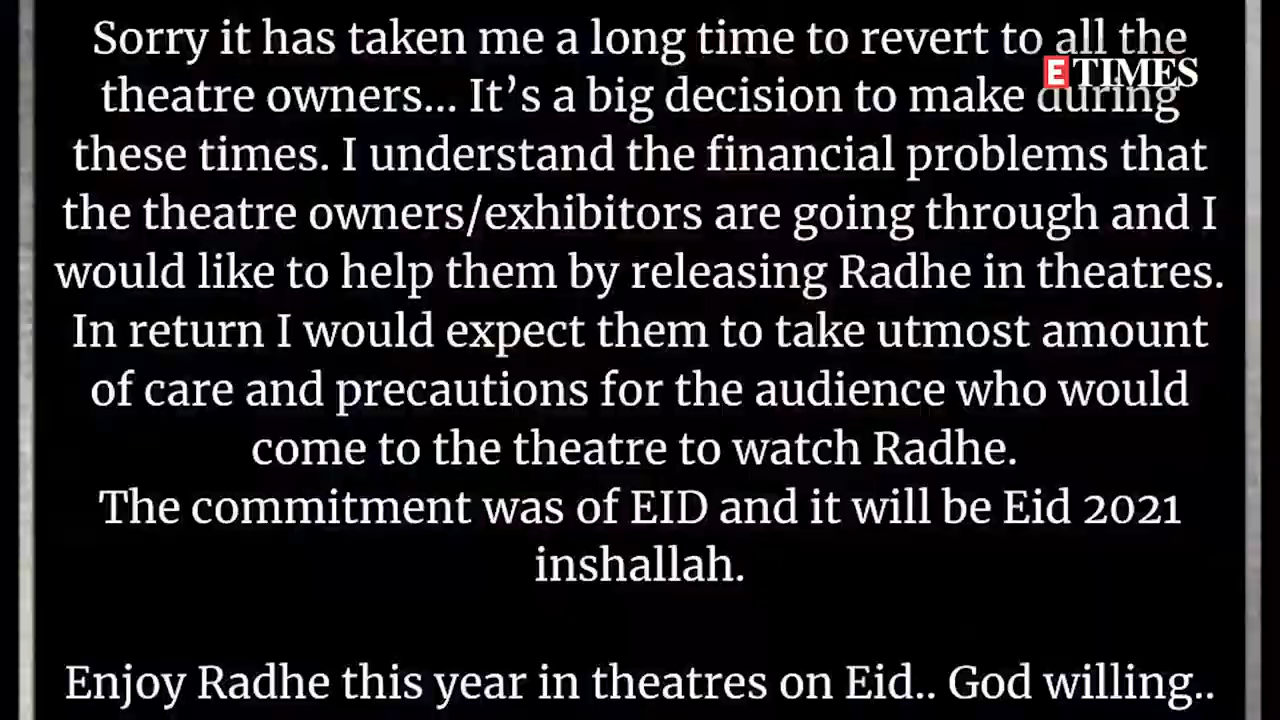 Sorry it has taken me a long time to revert to all the
ETIMES
theatre owners... It’s a big decision to make during
these times. I understand the financial problems that
the theatre owners/exhibitors are going through and I
would like to help them by releasing Radhe in theatres.
In return I would expect them to take utmost amount
of care and precautions for the audience who would
come to the theatre to watch Radhe.
The commitment was of EID and it will be Eid 2021
inshallah.
Enjoy Radhe this year in theatres on Eid.. God willing..